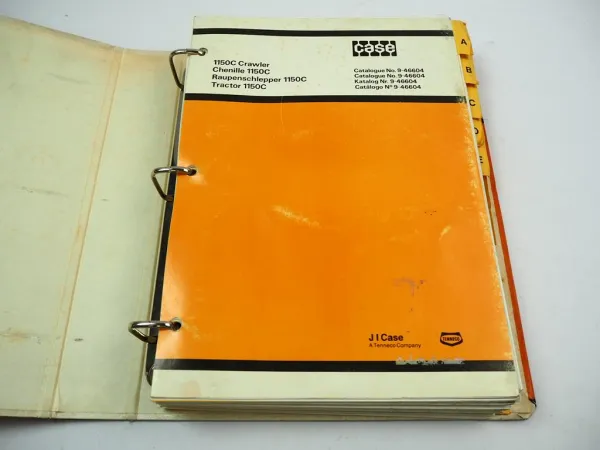 case
1150C Crawler
Chenille 1150C
Raupenschlepper 1150C
Tractor 1150C
Catalogue No. 9-46604
Catalogue No. 9-46604
Katalog Nr. 9-46604
Catálogo Nº 9-46604
A
B
C
D
E
J I Case
A Tenneco Company
TENNECO